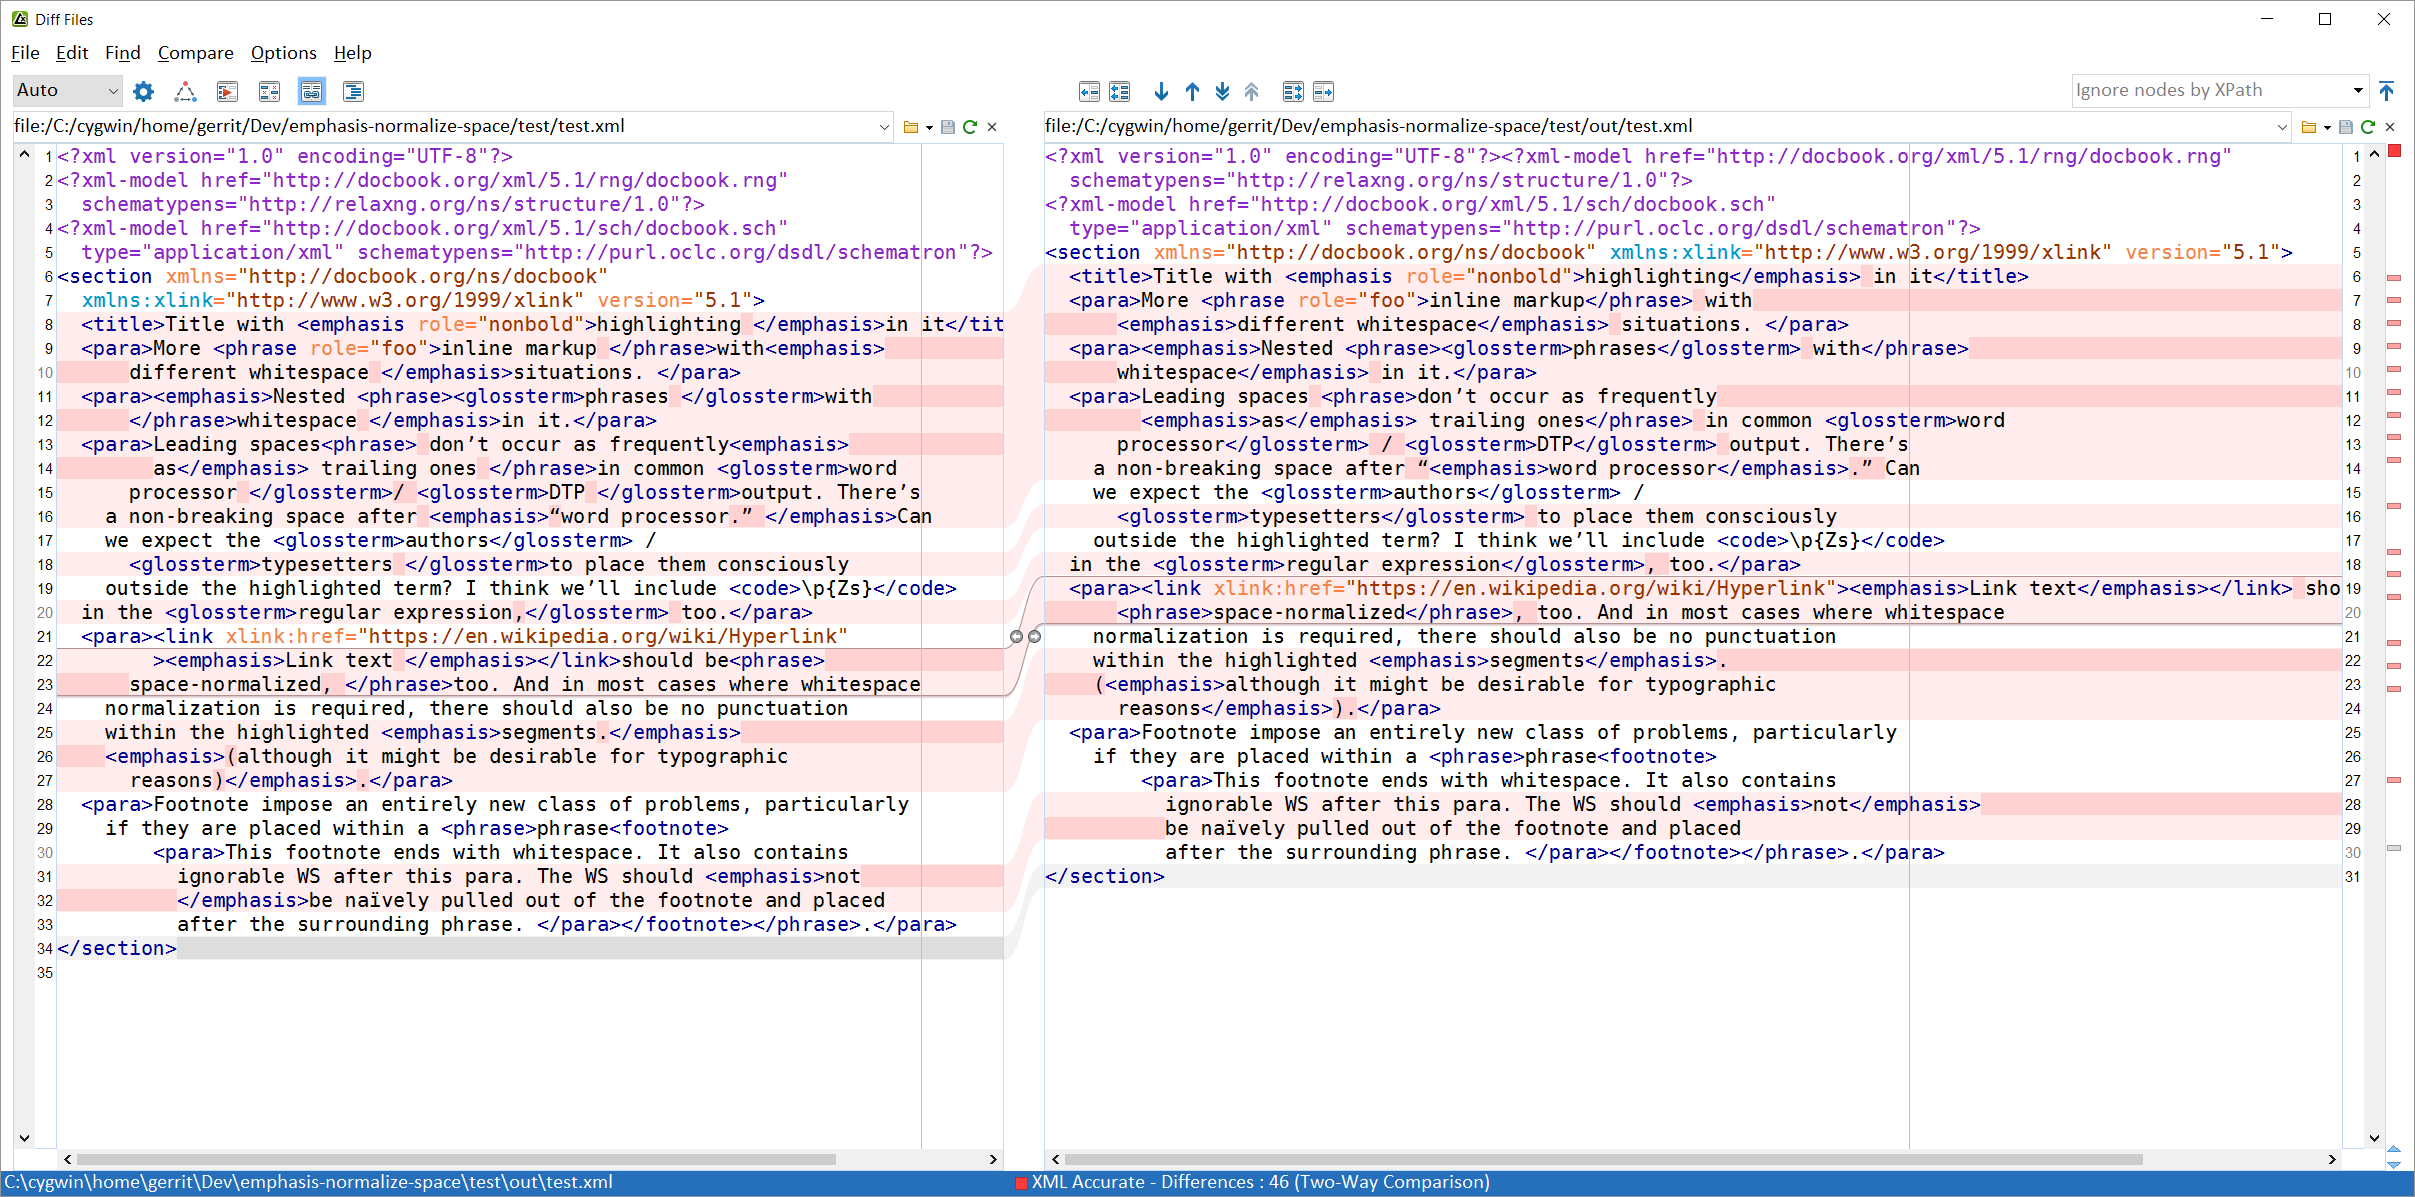 Diff Files
File Edit Find Compare Options Help
Auto
Ignore nodes by XPath
file:/C:/cygwin/home/gerrit/Dev/emphasis-normalize-space/test/test.xml
1 <?xml version="1.0" encoding="UTF-8"?>
2 <?xml-model href="http://docbook.org/xml/5.1/rng/docbook.rng"
3 schematypens="http://relaxng.org/ns/structure/1.0"?>
4 <?xml-model href="http://docbook.org/xml/5.1/sch/docbook.sch"
5 type="application/xml" schematypens="http://purl.oclc.org/dsdl/schematron"?>
6 <section xmlns="http://docbook.org/ns/docbook"
7 xmlns:xlink="http://www.w3.org/1999/xlink" version="5.1">
8 <title>Title with <emphasis role="nonbold">highlighting </emphasis>in it</tit
9 <para>More <phrase role="foo">inline markup </phrase>with<emphasis>
10 different whitespace </emphasis>situations. </para>
11 <para><emphasis>Nested <phrase><glossterm>phrases </glossterm>with
12 </phrase>whitespace </emphasis>in it.</para>
13 <para>Leading spaces<phrase> don’t occur as frequently<emphasis>
14 as</emphasis> trailing ones </phrase>in common <glossterm>word
15 processor </glossterm>/ <glossterm>DTP </glossterm>output. There’s
16 a non-breaking space after <emphasis>“word processor.” </emphasis>Can
17 we expect the <glossterm>authors</glossterm> /
18 <glossterm>typesetters </glossterm>to place them consciously
19 outside the highlighted term? I think we’ll include <code>\p{Zs}</code>
20 in the <glossterm>regular expression,</glossterm> too.</para>
21 <para><link xlink:href="https://en.wikipedia.org/wiki/Hyperlink"
22 ><emphasis>Link text </emphasis></link>should be<phrase>
23 space-normalized, </phrase>too. And in most cases where whitespace
24 normalization is required, there should also be no punctuation
25 within the highlighted <emphasis>segments.</emphasis>
26 <emphasis>(although it might be desirable for typographic
27 reasons)</emphasis>.</para>
28 <para>Footnote impose an entirely new class of problems, particularly
29 if they are placed within a <phrase>phrase<footnote>
30 <para>This footnote ends with whitespace. It also contains
31 ignorable WS after this para. The WS should <emphasis>not
32 </emphasis>be naïvely pulled out of the footnote and placed
33 after the surrounding phrase. </para></footnote></phrase>.</para>
34 </section>
35
file:/C:/cygwin/home/gerrit/Dev/emphasis-normalize-space/test/out/test.xml
<?xml version="1.0" encoding="UTF-8"?><?xml-model href="http://docbook.org/xml/5.1/rng/docbook.rng" 1
schematypens="http://relaxng.org/ns/structure/1.0"?> 2
<?xml-model href="http://docbook.org/xml/5.1/sch/docbook.sch" 3
type="application/xml" schematypens="http://purl.oclc.org/dsdl/schematron"?> 4
<section xmlns="http://docbook.org/ns/docbook" xmlns:xlink="http://www.w3.org/1999/xlink" version="5.1"> 5
<title>Title with <emphasis role="nonbold">highlighting</emphasis> in it</title> 6
<para>More <phrase role="foo">inline markup</phrase> with 7
<emphasis>different whitespace</emphasis> situations. </para> 8
<para><emphasis>Nested <phrase><glossterm>phrases</glossterm> with</phrase> 9
whitespace</emphasis> in it.</para> 10
<para>Leading spaces <phrase>don’t occur as frequently 11
<emphasis>as</emphasis> trailing ones</phrase> in common <glossterm>word 12
processor</glossterm> / <glossterm>DTP</glossterm> output. There’s 13
a non-breaking space after “<emphasis>word processor</emphasis>.” Can 14
we expect the <glossterm>authors</glossterm> / 15
<glossterm>typesetters</glossterm> to place them consciously 16
outside the highlighted term? I think we’ll include <code>\p{Zs}</code> 17
in the <glossterm>regular expression</glossterm>, too.</para> 18
<para><link xlink:href="https://en.wikipedia.org/wiki/Hyperlink"><emphasis>Link text</emphasis></link> sho 19
<phrase>space-normalized</phrase>, too. And in most cases where whitespace 20
normalization is required, there should also be no punctuation 21
within the highlighted <emphasis>segments</emphasis>. 22
(<emphasis>although it might be desirable for typographic 23
reasons</emphasis>).</para> 24
<para>Footnote impose an entirely new class of problems, particularly 25
if they are placed within a <phrase>phrase<footnote> 26
<para>This footnote ends with whitespace. It also contains 27
ignorable WS after this para. The WS should <emphasis>not</emphasis> 28
be naïvely pulled out of the footnote and placed 29
after the surrounding phrase. </para></footnote></phrase>.</para> 30
</section> 31
C:\cygwin\home\gerrit\Dev\emphasis-normalize-space\test\out\test.xml
XML Accurate - Differences : 46 (Two-Way Comparison)